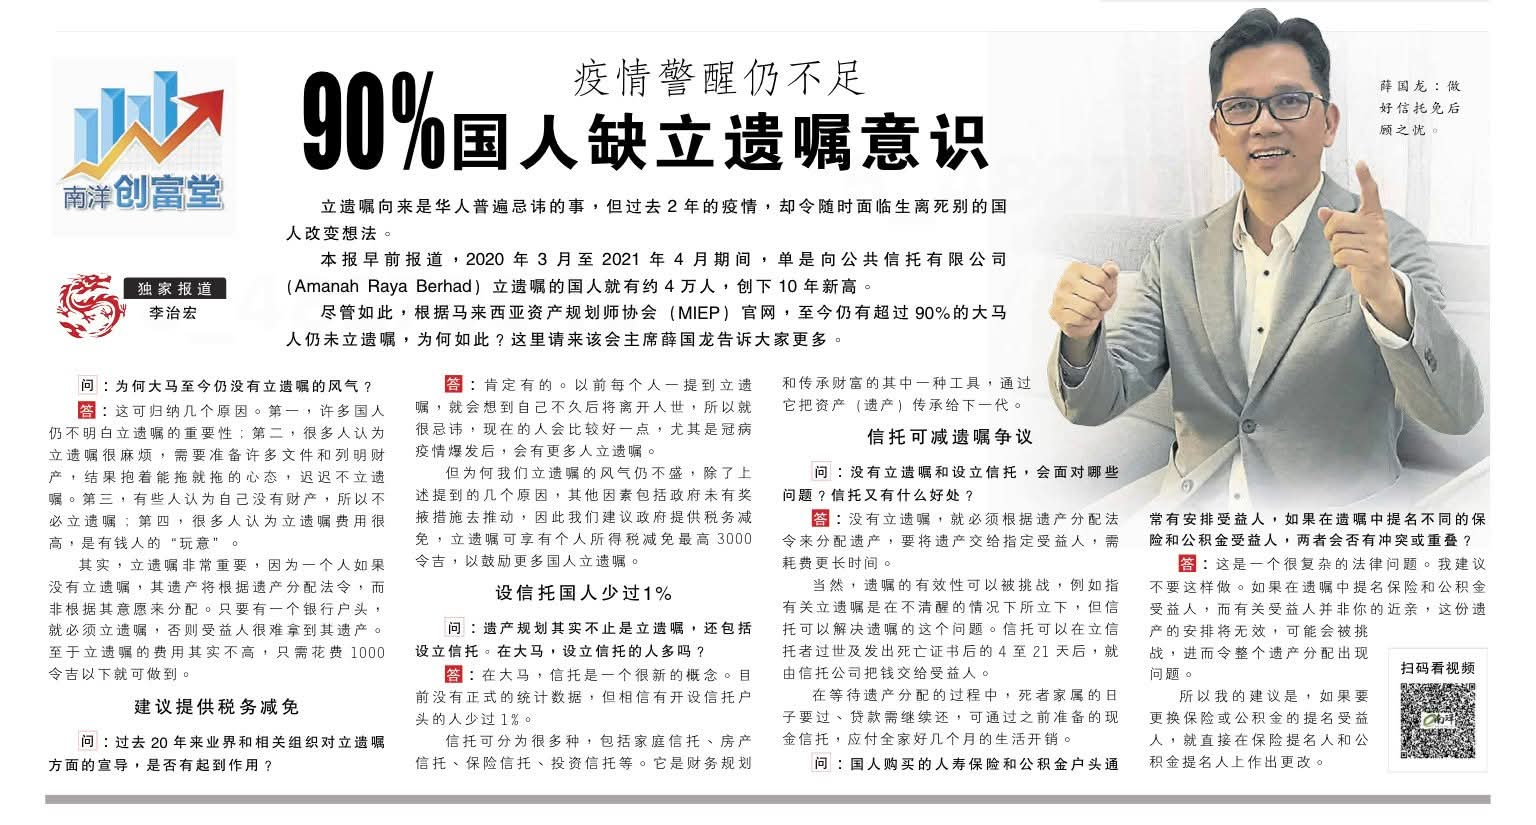 疫情警醒仍不足
90%国人缺立遗嘱意识
南洋创富堂
独家报道
李治宏
薛国龙：做
好信托免后
顾之忧。
立遗嘱向来是华人普遍忌讳的事，但过去2年的疫情，却令随时面临生离死别的国
人改变想法。
本报早前报道，2020年3月至2021年4月期间，单是向公共信托有限公司
(Amanah Raya Berhad) 立遗嘱的国人就有约4万人，创下10年新高。
尽管如此，根据马来西亚资产规划师协会（MIEP）官网，至今仍有超过90%的大马
人仍未立遗嘱，为何如此？这里请来该会主席薛国龙告诉大家更多。
问：为何大马至今仍没有立遗嘱的风气？
答：这可归纳几个原因。第一，许多国人
仍不明白立遗嘱的重要性；第二，很多人认为
立遗嘱很麻烦，需要准备许多文件和列明财
产，结果抱着能拖就拖的心态，迟迟不立遗
嘱。第三，有些人认为自己没有财产，所以不
必立遗嘱；第四，很多人认为立遗嘱费用很
高，是有钱人的“玩意”。
其实，立遗嘱非常重要，因为一个人如果
没有立遗嘱，其遗产将根据遗产分配法令，而
非根据其意愿来分配。只要有一个银行户头，
就必须立遗嘱，否则受益人很难拿到其遗产。
至于立遗嘱的费用其实不高，只需花费1000
令吉以下就可做到。
建议提供税务减免
问：过去20年来业界和相关组织对立遗嘱
方面的宣导，是否有起到作用？
答：肯定有的。以前每个人一提到立遗
嘱，就会想到自己不久后将离开人世，所以就
很忌讳，现在的人会比较好一点，尤其是冠病
疫情爆发后，会有更多人立遗嘱。
但为何我们立遗嘱的风气仍不盛，除了上
述提到的几个原因，其他因素包括政府未有奖
掖措施去推动，因此我们建议政府提供税务减
免，立遗嘱可享有个人所得税减免最高3000
令吉，以鼓励更多国人立遗嘱。
设信托国人少过1%
问：遗产规划其实不止是立遗嘱，还包括
设立信托。在大马，设立信托的人多吗？
答：在大马，信托是一个很新的概念。目
前没有正式的统计数据，但相信有开设信托户
头的人少过1%。
信托可分为很多种，包括家庭信托、房产
信托、保险信托、投资信托等。它是财务规划
和传承财富的其中一种工具，通过
它把资产（遗产）传承给下一代。
信托可减遗嘱争议
问：没有立遗嘱和设立信托，会面对哪些
问题？信托又有什么好处？
答：没有立遗嘱，就必须根据遗产分配法
令来分配遗产，要将遗产交给指定受益人，需
耗费更长时间。
当然，遗嘱的有效性可以被挑战，例如指
有关立遗嘱是在不清醒的情况下所立下，但信
托可以解决遗嘱的这个问题。信托可以在立信
托者过世及发出死亡证书后的4至21天后，就
由信托公司把钱交给受益人。
在等待遗产分配的过程中，死者家属的日
子要过、贷款需继续还，可通过之前准备的现
金信托，应付全家好几个月的生活开销。
问：国人购买的人寿保险和公积金户头通
常有安排受益人，如果在遗嘱中提名不同的保
险和公积金受益人，两者会否有冲突或重叠？
答：这是一个很复杂的法律问题。我建议
不要这样做。如果在遗嘱中提名保险和公积金
受益人，而有关受益人并非你的近亲，这份遗
产的安排将无效，可能会被挑
战，进而令整个遗产分配出现
问题。
所以我的建议是，如果要
更换保险或公积金的提名受益
人，就直接在保险提名人和公
积金提名人上作出更改。
扫码看视频
南洋